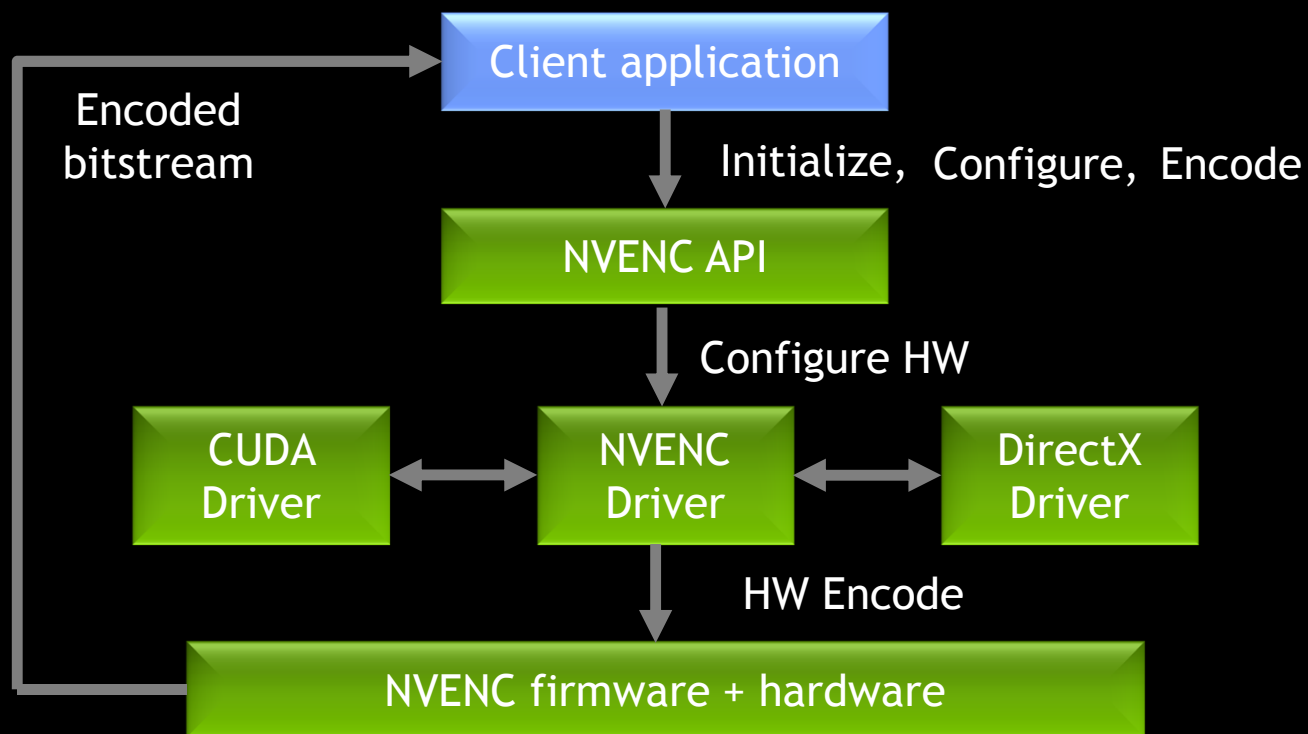 Client application
Encoded
bitstream
Initialize, Configure, Encode
NVENC API
Configure HW
CUDA
Driver
NVENC
Driver
DirectX
Driver
HW Encode
NVENC firmware + hardware